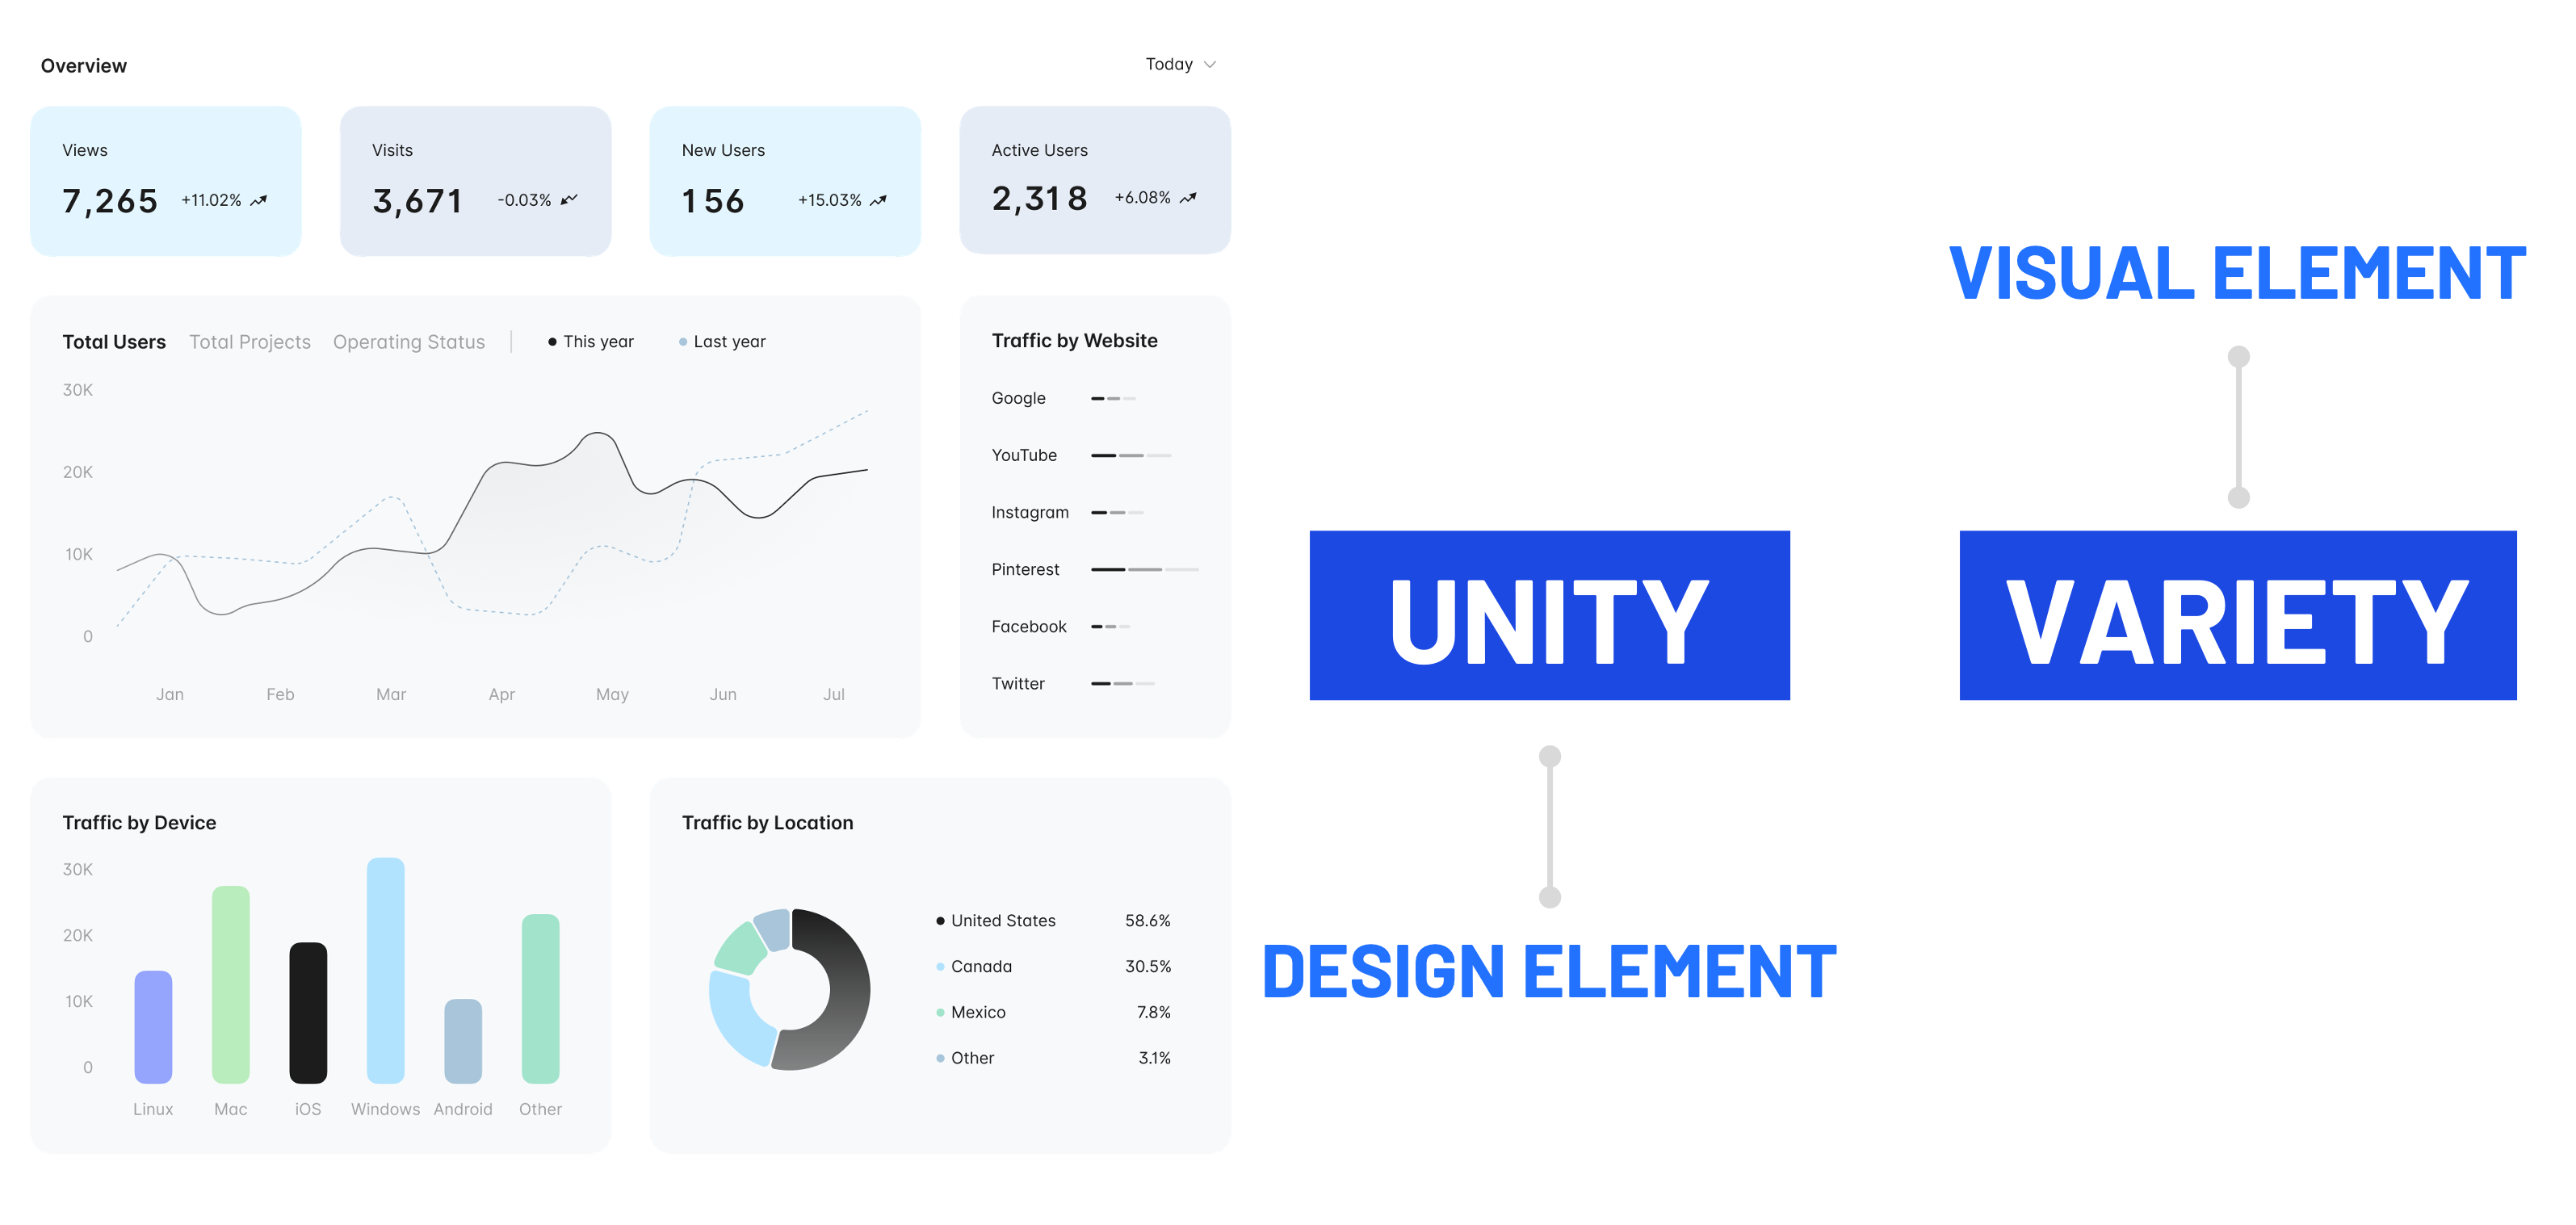 Overview
Today
Views
7,265 +11.02%
Visits
3,671 -0.03%
New Users
156 +15.03%
Active Users
2,318 +6.08%
Total Users Total Projects Operating Status This year Last year
30K
20K
10K
0
Jan Feb Mar Apr May Jun Jul
Traffic by Website
Google
YouTube
Instagram
Pinterest
Facebook
Twitter
Traffic by Device
30K
20K
10K
0
Linux Mac iOS Windows Android Other
Traffic by Location
United States 58.6%
Canada 30.5%
Mexico 7.8%
Other 3.1%
UNITY
DESIGN ELEMENT
VISUAL ELEMENT
VARIETY